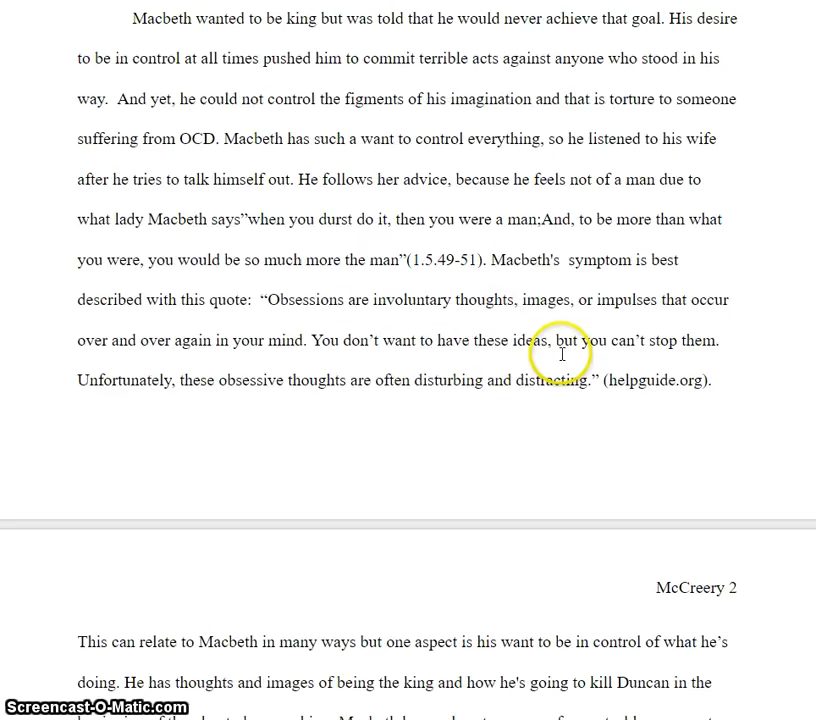 Macbeth wanted to be king but was told that he would never achieve that goal. His desire
to be in control at all times pushed him to commit terrible acts against anyone who stood in his
way.  And yet, he could not control the figments of his imagination and that is torture to someone
suffering from OCD. Macbeth has such a want to control everything, so he listened to his wife
after he tries to talk himself out. He follows her advice, because he feels not of a man due to
what lady Macbeth says”when you durst do it, then you were a man;And, to be more than what
you were, you would be so much more the man”(1.5.49-51). Macbeth's  symptom is best
described with this quote:  “Obsessions are involuntary thoughts, images, or impulses that occur
over and over again in your mind. You don’t want to have these ideas, but you can’t stop them.
Unfortunately, these obsessive thoughts are often disturbing and distracting.” (helpguide.org).
McCreery 2
This can relate to Macbeth in many ways but one aspect is his want to be in control of what he’s
doing. He has thoughts and images of being the king and how he's going to kill Duncan in the
Screencast-O-Matic.com